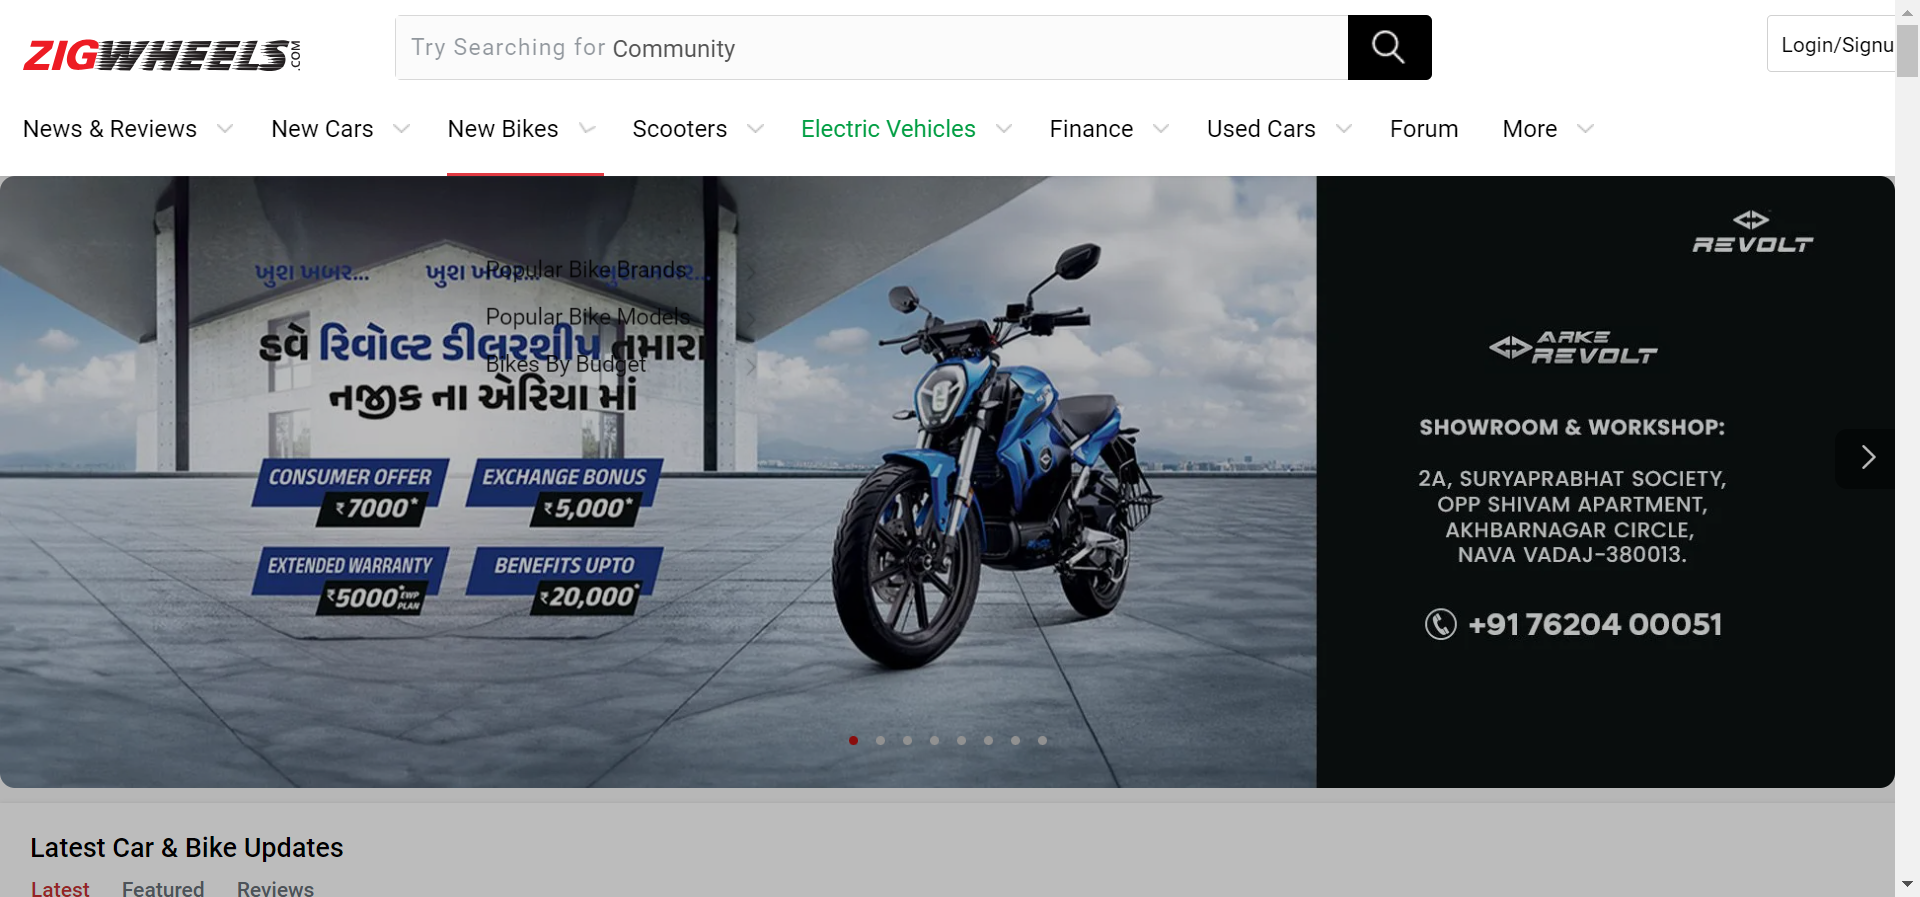 ZIGWHEELS.COM
Try Searching for Community
Login/Signu
News & Reviews
New Cars
New Bikes
Scooters
Electric Vehicles
Finance
Used Cars
Forum
More
ખુશ ખબર... ખુશ ખબર... ખુશ ખબર...
Popular Bike Brands
Popular Bike Models
હવે રિવોલ્ટ ડીલરશીપ તમારા
Bikes By Budget
નજીક ના એરિયા માં
CONSUMER OFFER
₹7000*
EXCHANGE BONUS
₹5,000*
EXTENDED WARRANTY
₹5000* EWP PLAN
BENEFITS UPTO
₹20,000*
REVOLT
ARKE
REVOLT
SHOWROOM & WORKSHOP:
2A, SURYAPRABHAT SOCIETY,
OPP SHIVAM APARTMENT,
AKHBARNAGAR CIRCLE,
NAVA VADAJ-380013.
+91 76204 00051
Latest Car & Bike Updates
Latest
Featured
Reviews